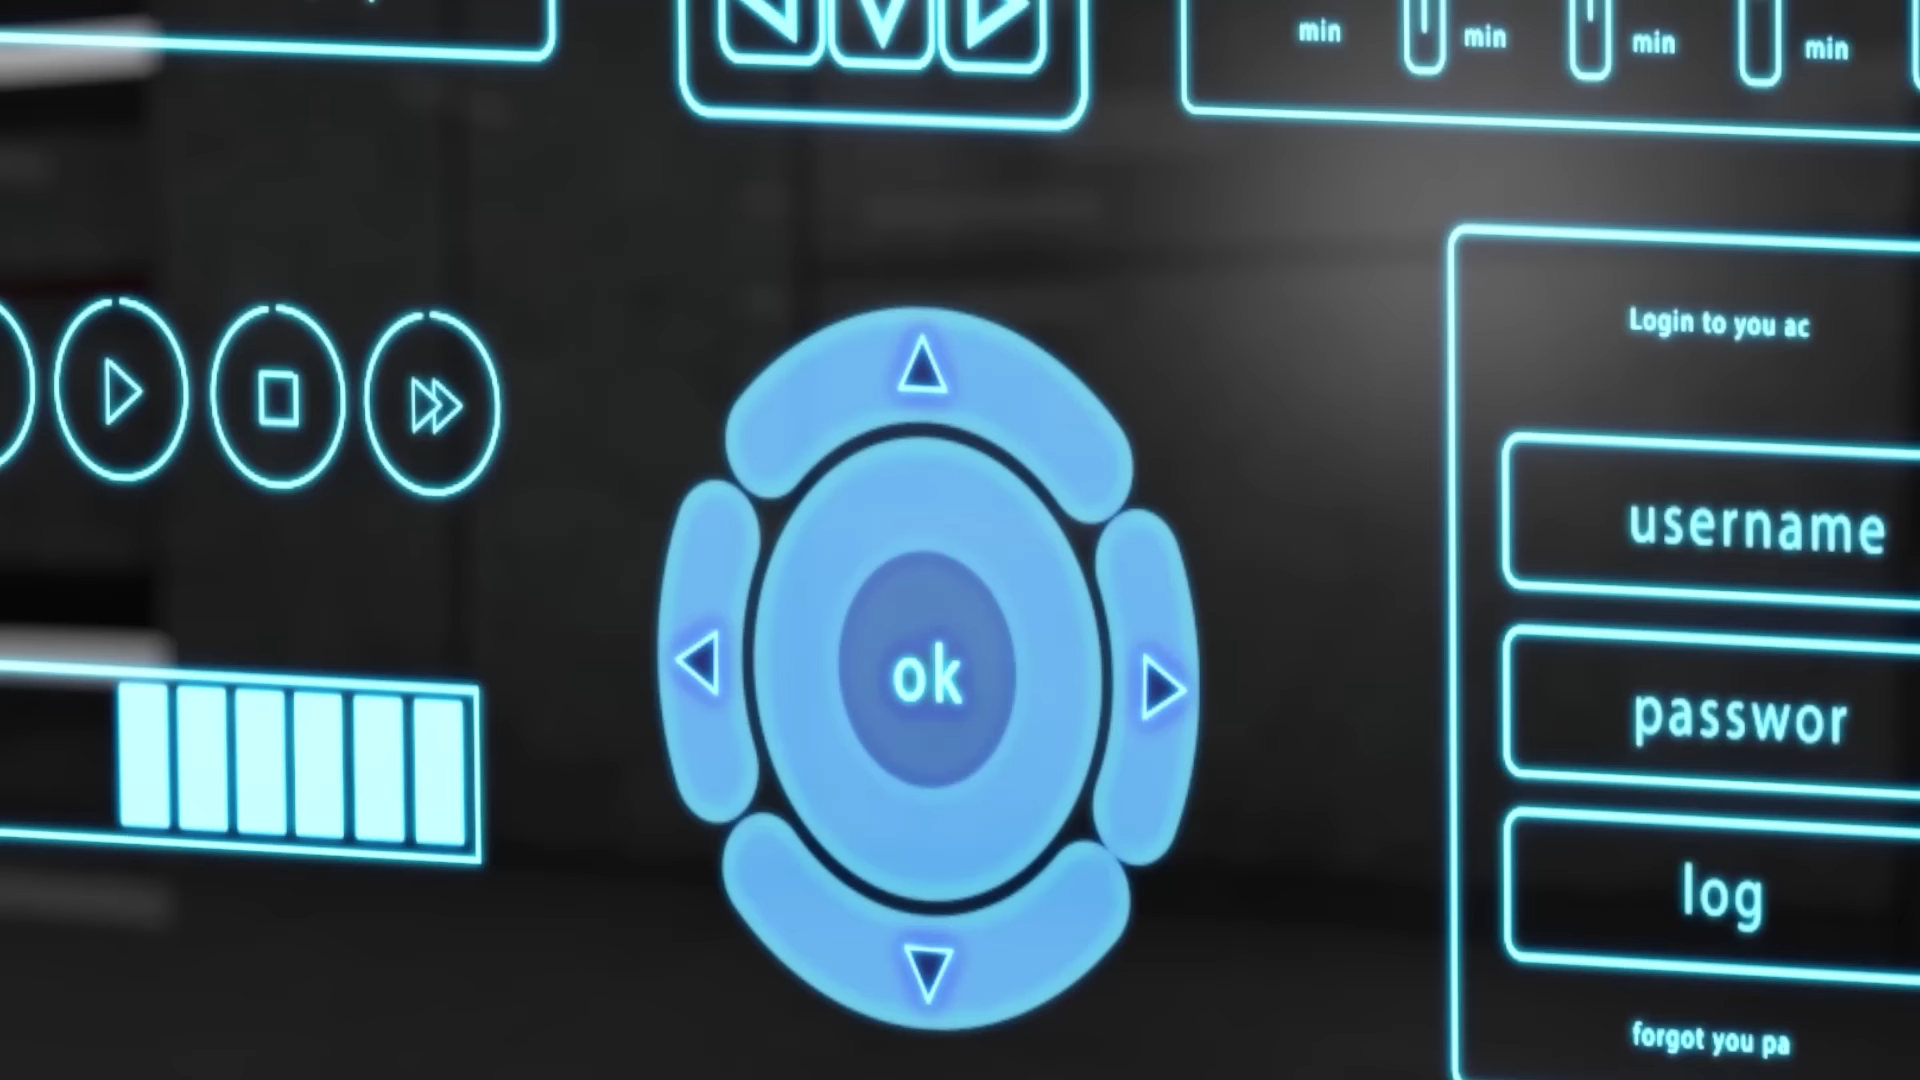 min
min
min
min
Login to you ac
username
passwor
ok
log
forgot you pa